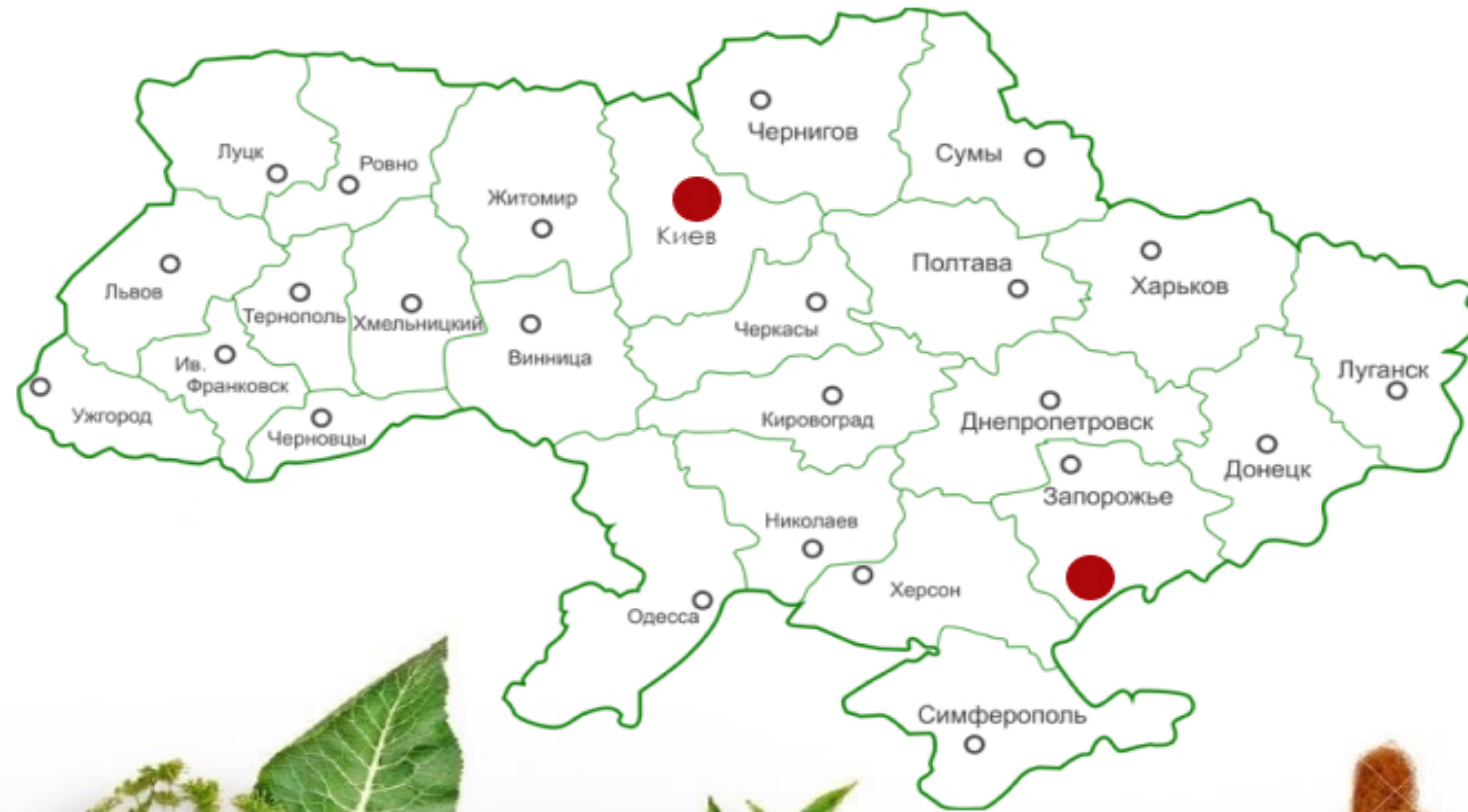 Чернигов
Сумы
Луцк
Ровно
Житомир
Киев
Полтава
Харьков
Львов
Тернополь
Хмельницкий
Черкасы
Винница
Ив.
Франковск
Луганск
Ужгород
Черновцы
Кировоград
Днепропетровск
Донецк
Запорожье
Николаев
Херсон
Одесса
Симферополь